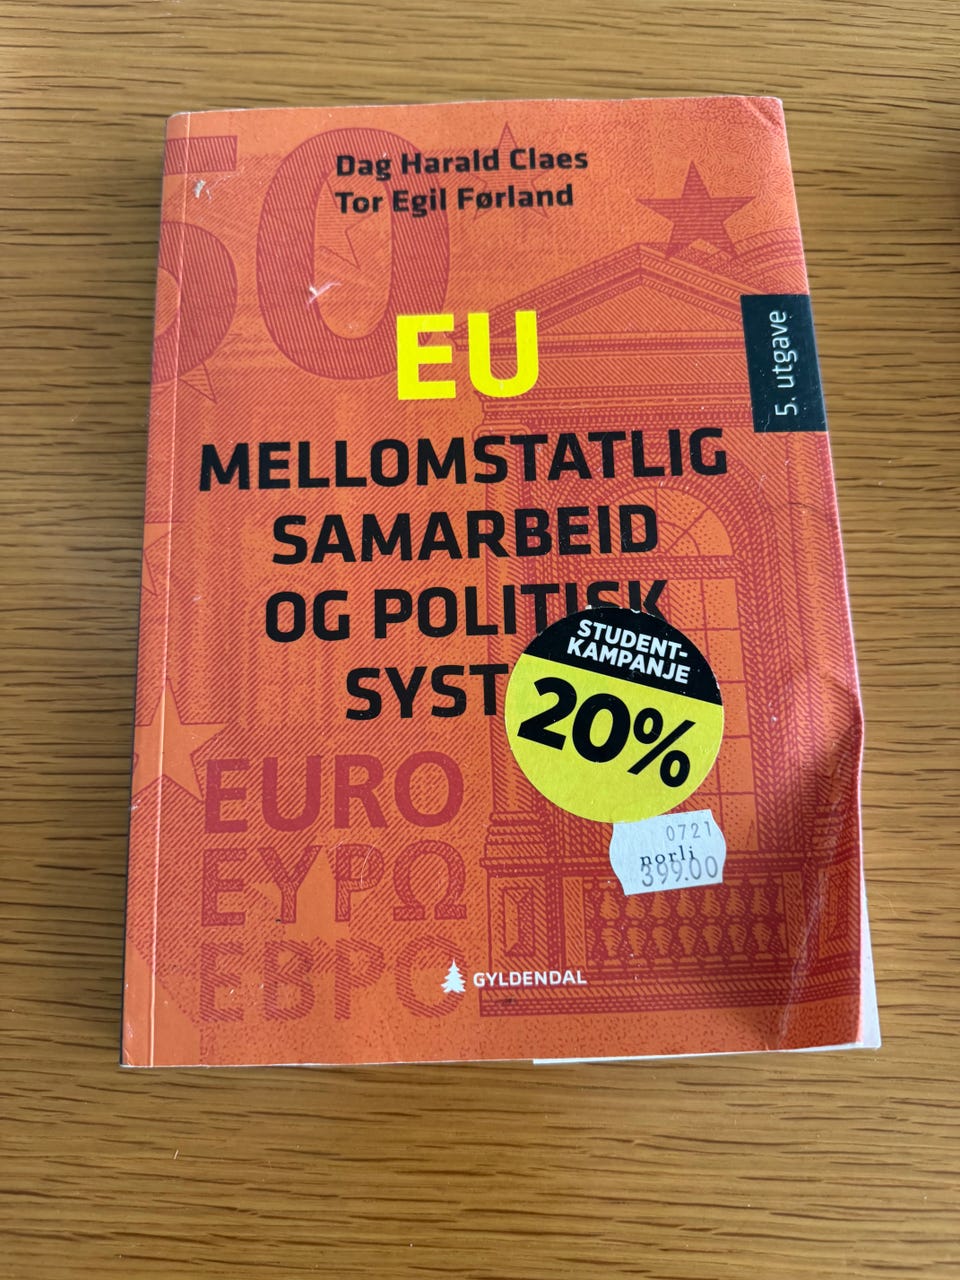 50
Dag Harald Claes
Tor Egil Førland
EU
5. utgave
MELLOMSTATLIG
SAMARBEID
OG POLITISK
SYST
STUDENT-
KAMPANJE
20%
EURO
ΕΥΡΩ
ЕВРО
0721
norli
399.00
GYLDENDAL